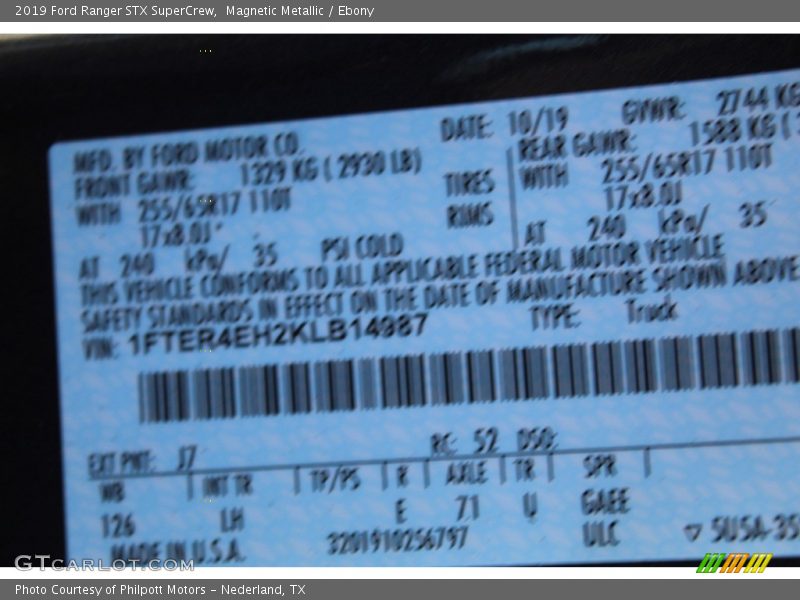 2019 Ford Ranger STX SuperCrew, Magnetic Metallic / Ebony
MFD. BY FORD MOTOR CO. DATE: 10/19 GVWR: 2744 KG
FRONT GAWR: 1329 KG ( 2930 LB) REAR GAWR: 1588 KG (
WITH 255/65R17 110T TIRES WITH 255/65R17 110T
17x8.0J RIMS 17x8.0J
AT 240 kPa/ 35 PSI COLD AT 240 kPa/ 35
THIS VEHICLE CONFORMS TO ALL APPLICABLE FEDERAL MOTOR VEHICLE
SAFETY STANDARDS IN EFFECT ON THE DATE OF MANUFACTURE SHOWN ABOVE
VIN: 1FTER4EH2KLB14987 TYPE: Truck
EXT PNT: J7 RC: 52 DSO:
WB INT TR TP/PS R AXLE TR SPR
126 LH E 71 U GAEE
MADE IN U.S.A. 3201910256797 ULC ▽ 5U5A-35
GTCarLot.com
Photo Courtesy of Philpott Motors - Nederland, TX